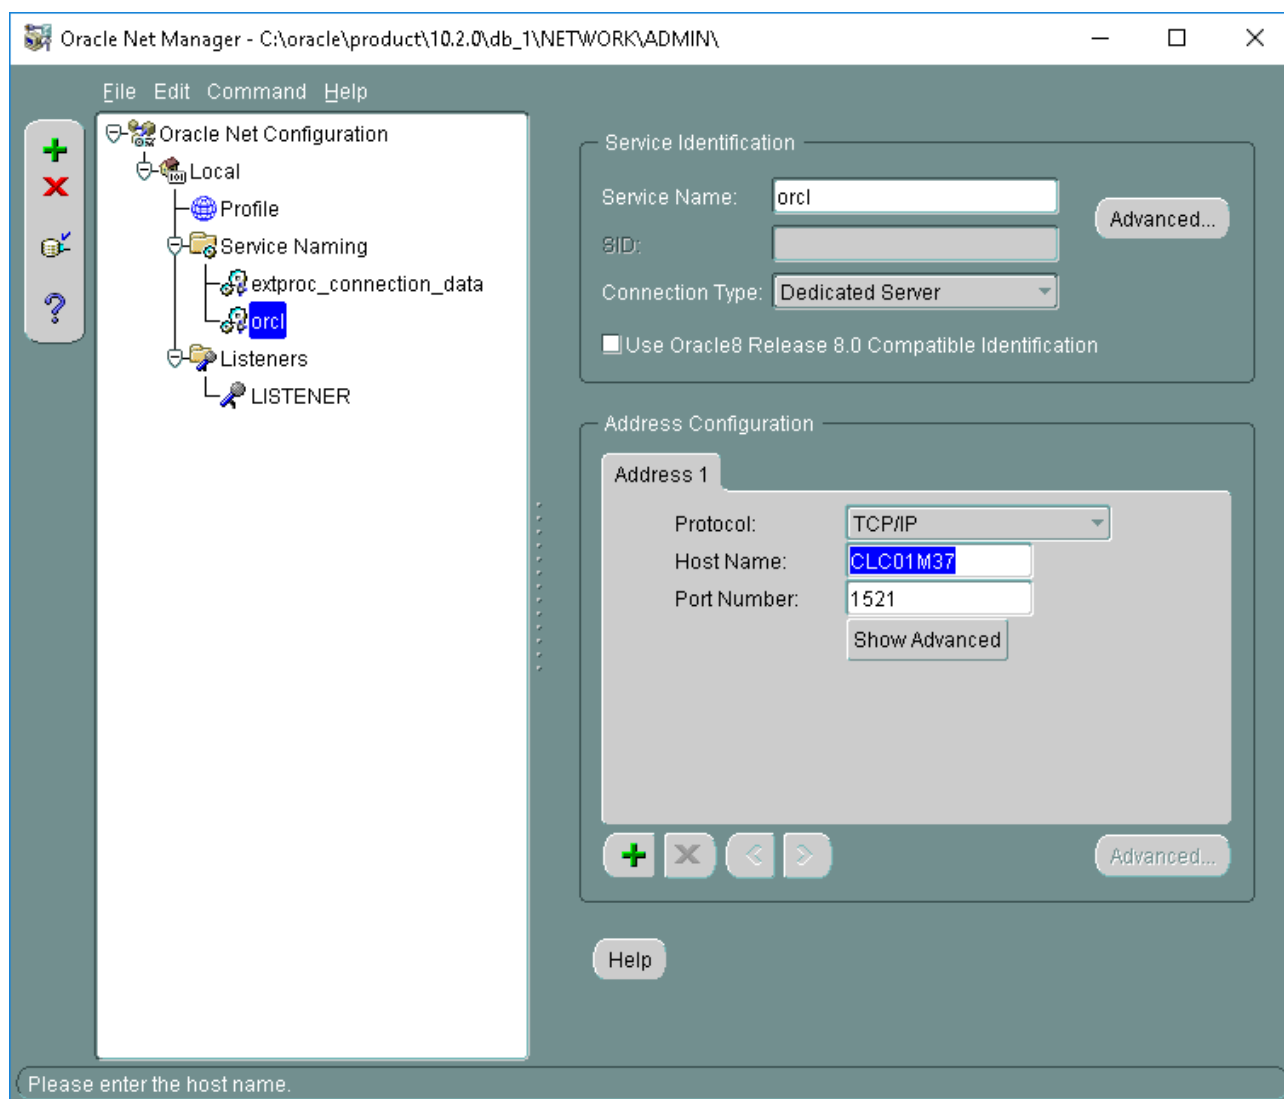 Oracle Net Manager - C:\oracle\product\10.2.0\db_1\NETWORK\ADMIN\
File Edit Command Help
Oracle Net Configuration
Local
Profile
Service Naming
extproc_connection_data
orcl
Listeners
LISTENER
Service Identification
Service Name: orcl
Advanced...
SID:
Connection Type: Dedicated Server
Use Oracle8 Release 8.0 Compatible Identification
Address Configuration
Address 1
Protocol: TCP/IP
Host Name: CLC01M37
Port Number: 1521
Show Advanced
Advanced...
Help
Please enter the host name.